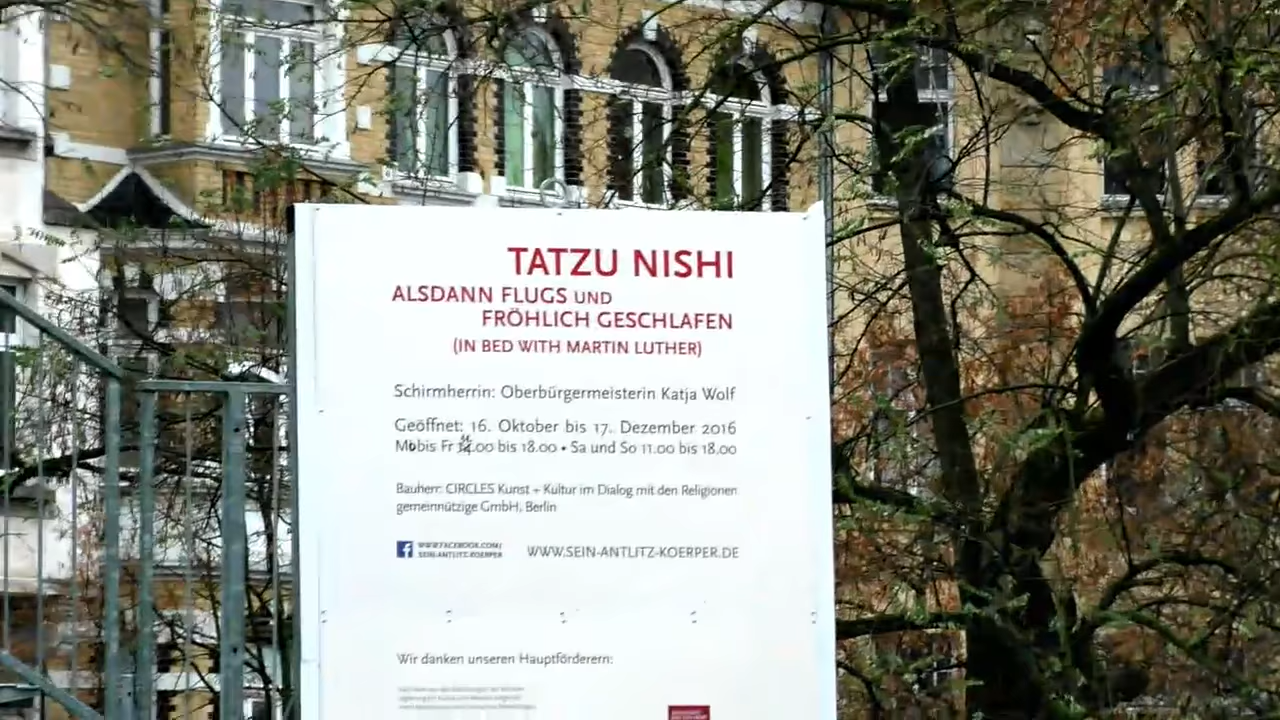 TATZU NISHI
ALSDANN FLUGS UND
FRÖHLICH GESCHLAFEN
(IN BED WITH MARTIN LUTHER)
Schirmherrin: Oberbürgermeisterin Katja Wolf
Geöffnet: 16. Oktober bis 17. Dezember 2016
bis Fr .00 bis 18.00 • Sa und So 11.00 bis 18.00
Bauherr: CIRCLES Kunst + Kultur im Dialog mit den Religionen
gemeinnützige GmbH, Berlin
WWW.FACEBOOK.COM/
SEIN-ANTLITZ-KOERPER
WWW.SEIN-ANTLITZ-KOERPER.DE
Wir danken unseren Hauptförderern: